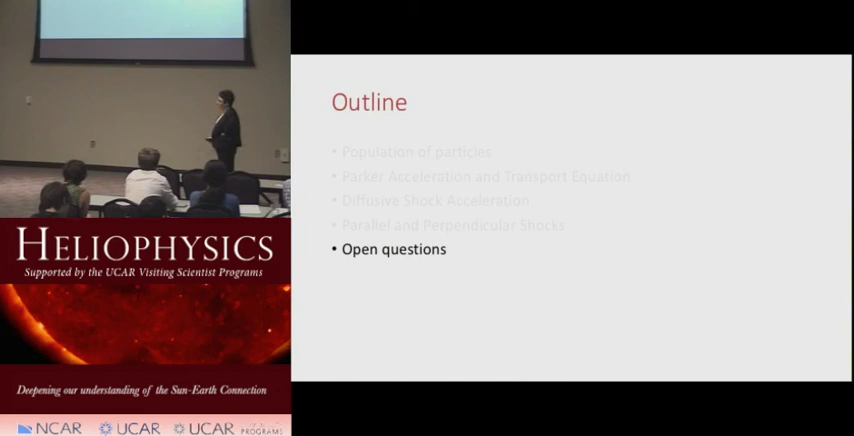 Outline
• Population of particles
• Parker Acceleration and Transport Equation
• Diffusive Shock Acceleration
• Parallel and Perpendicular Shocks
• Open questions
HELIOPHYSICS
Supported by the UCAR Visiting Scientist Programs
Deepening our understanding of the Sun-Earth Connection
NCAR UCAR UCAR PROGRAMS